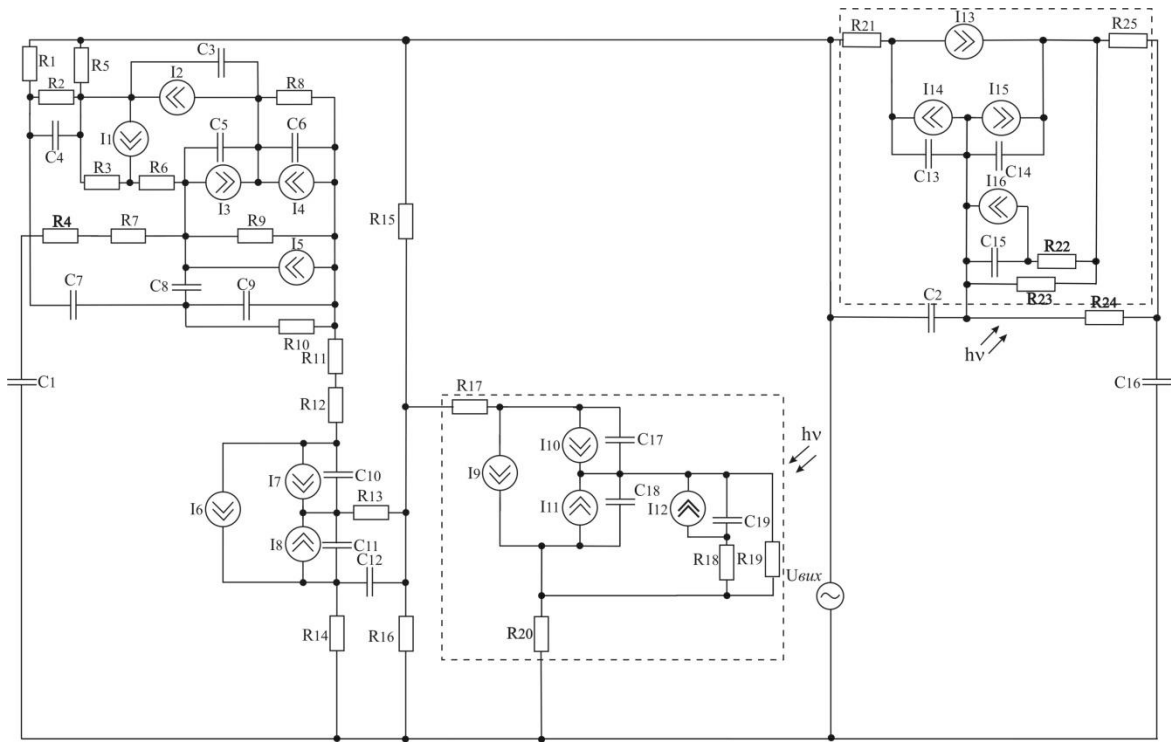 R21
I13
R25
C3
R1
R5
I2
R2
R8
I14
I15
I1
C5
C6
C4
C13
C14
R3
R6
I16
I3
I4
R4
R7
R9
R15
C15
R22
I5
C7
C8
C9
R23
C2
R24
R10
hν
R11
C1
R17
C16
R12
hν
I10
C17
I9
I7
C10
C18
R13
I6
I11
I12
C19
I8
C11
C12
R18
R19
Uвих
R14
R16
R20